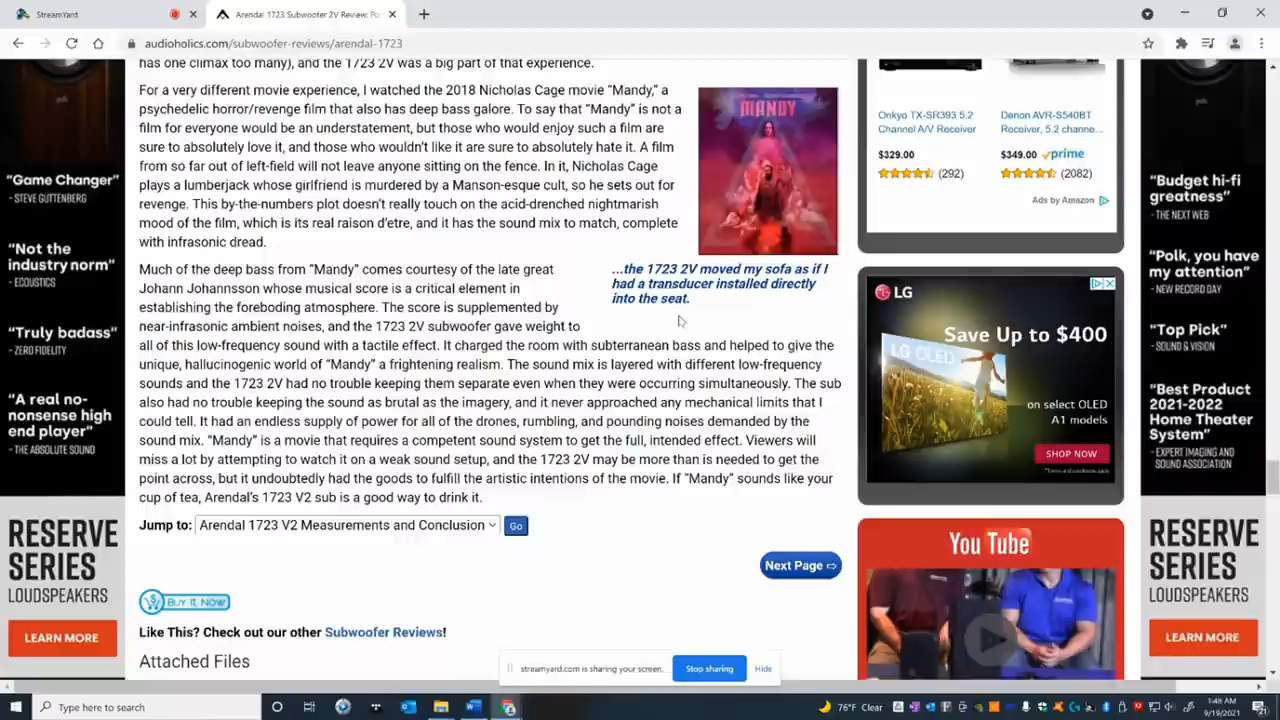 StreamYard
Arendal 1723 Subwoofer 2V Review: Po
audioholics.com/subwoofer-reviews/arendal-1723
has one climax too many), and the 1723 2V was a big part of that experience.
For a very different movie experience, I watched the 2018 Nicholas Cage movie “Mandy,” a
psychedelic horror/revenge film that also has deep bass galore. To say that “Mandy” is not a
film for everyone would be an understatement, but those who would enjoy such a film are
sure to absolutely love it, and those who wouldn’t like it are sure to absolutely hate it. A film
from so far out of left-field will not leave anyone sitting on the fence. In it, Nicholas Cage
plays a lumberjack whose girlfriend is murdered by a Manson-esque cult, so he sets out for
revenge. This by-the-numbers plot doesn’t really touch on the acid-drenched nightmarish
mood of the film, which is its real raison d’etre, and it has the sound mix to match, complete
with infrasonic dread.
MANDY
Much of the deep bass from “Mandy” comes courtesy of the late great
Johann Johannsson whose musical score is a critical element in
establishing the foreboding atmosphere. The score is supplemented by
near-infrasonic ambient noises, and the 1723 2V subwoofer gave weight to
all of this low-frequency sound with a tactile effect. It charged the room with subterranean bass and helped to give the
unique, hallucinogenic world of “Mandy” a frightening realism. The sound mix is layered with different low-frequency
sounds and the 1723 2V had no trouble keeping them separate even when they were occurring simultaneously. The sub
also had no trouble keeping the sound as brutal as the imagery, and it never approached any mechanical limits that I
could tell. It had an endless supply of power for all of the drones, rumbling, and pounding noises demanded by the
sound mix. “Mandy” is a movie that requires a competent sound system to get the full, intended effect. Viewers will
miss a lot by attempting to watch it on a weak sound setup, and the 1723 2V may be more than is needed to get the
point across, but it undoubtedly had the goods to fulfill the artistic intentions of the movie. If “Mandy” sounds like your
cup of tea, Arendal’s 1723 V2 sub is a good way to drink it.
...the 1723 2V moved my sofa as if I
had a transducer installed directly
into the seat.
Jump to: Arendal 1723 V2 Measurements and Conclusion Go
Next Page ⇨
BUY IT NOW
Like This? Check out our other Subwoofer Reviews!
Attached Files
“Game Changer”
- STEVE GUTTENBERG
“Not the
industry norm”
- ECOUSTICS
“Truly badass”
- ZERO FIDELITY
“A real no-
nonsense high
end player”
- THE ABSOLUTE SOUND
RESERVE
SERIES
LOUDSPEAKERS
LEARN MORE
Onkyo TX-SR393 5.2
Channel A/V Receiver
$329.00
(292)
Denon AVR-S540BT
Receiver, 5.2 channe...
$349.00 prime
(2082)
Ads by Amazon
LG
Save Up to $400
LG OLED
on select OLED
A1 models
SHOP NOW
You Tube
“Budget hi-fi
greatness”
- THE NEXT WEB
“Polk, you have
my attention”
- NEW RECORD DAY
“Top Pick”
- SOUND & VISION
“Best Product
2021-2022
Home Theater
System”
- EXPERT IMAGING AND
SOUND ASSOCIATION
RESERVE
SERIES
LOUDSPEAKERS
LEARN MORE
streamyard.com is sharing your screen.
Stop sharing
Hide
Type here to search
76°F Clear
1:46 AM
9/19/2021